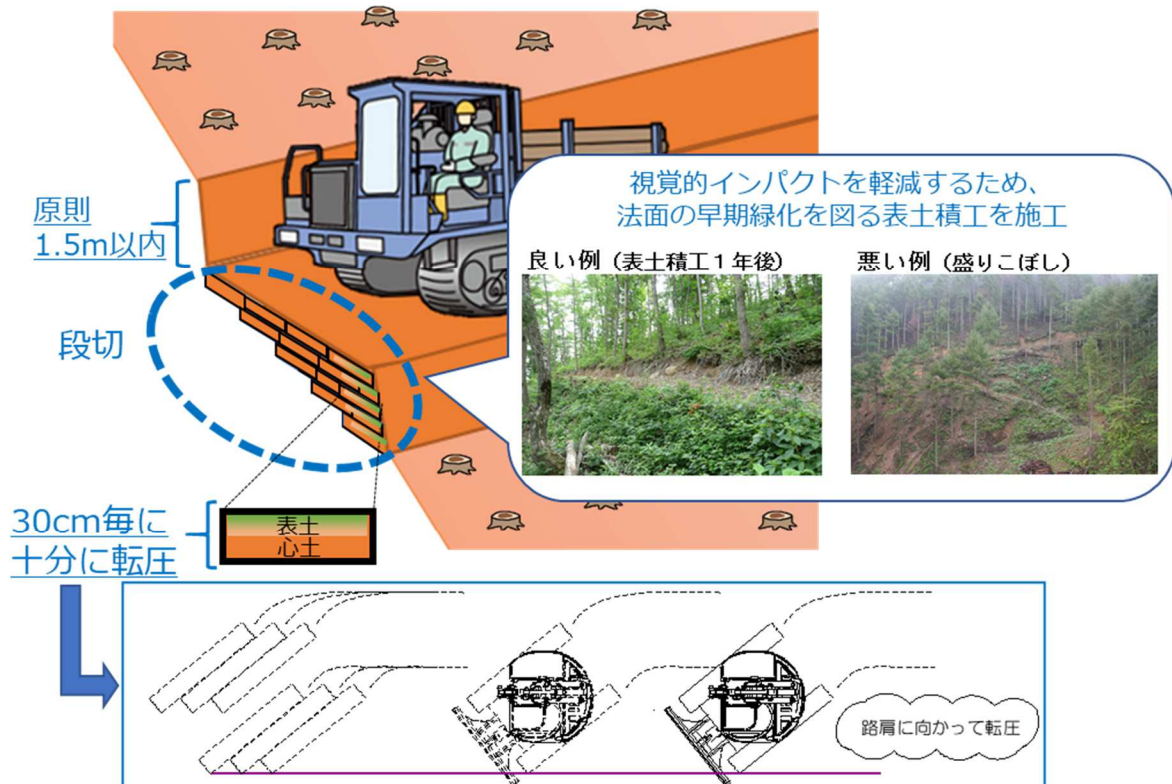 原則
1.5m以内
段切
視覚的インパクトを軽減するため、
法面の早期緑化を図る表土積工を施工
良い例（表土積工１年後）
悪い例（盛りこぼし）
30cm毎に
十分に転圧
表土
心土
路肩に向かって転圧